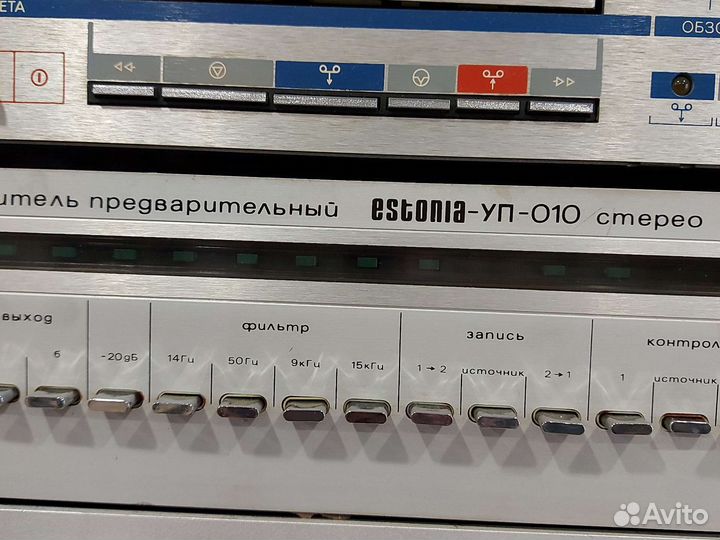 ЕТА
ОБЗО
итель предварительный estonia-УП-010 стерео
выход
фильтр
запись
контрол
б
-20дБ
14Гц
50Гц
9кГц
15кГц
1→2
источник
2→1
1
источник
Avito